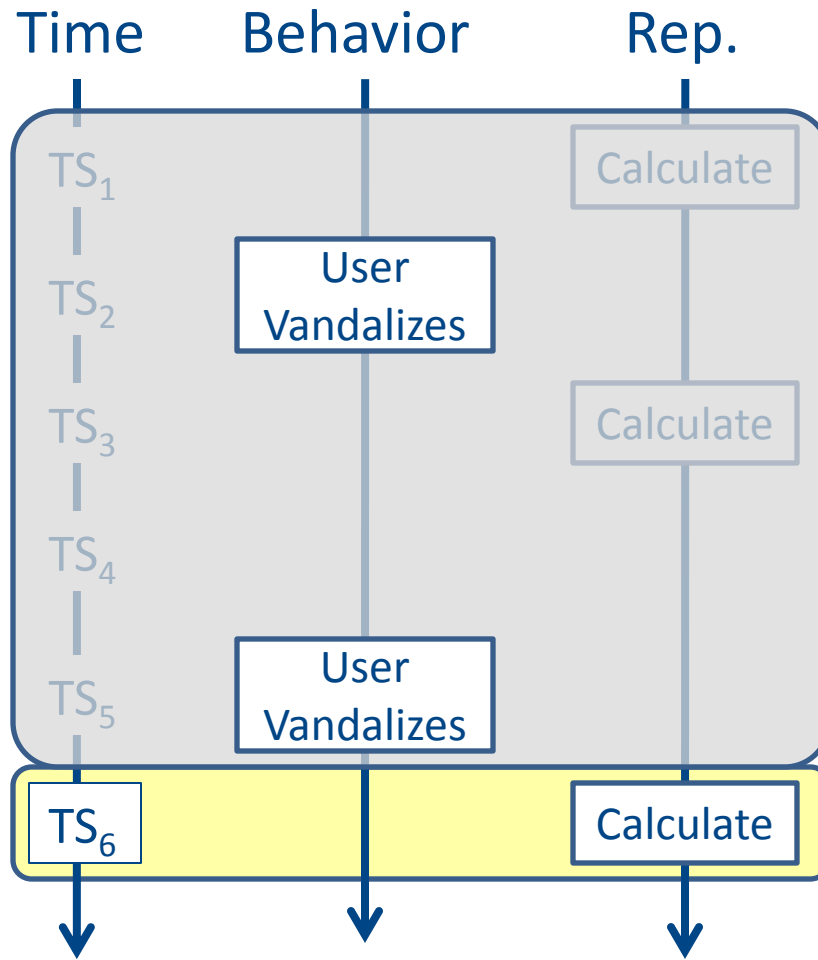 Time Behavior Rep.
TS₁ Calculate
User
TS₂
Vandalizes
TS₃ Calculate
TS₄
User
TS₅
Vandalizes
TS₆ Calculate